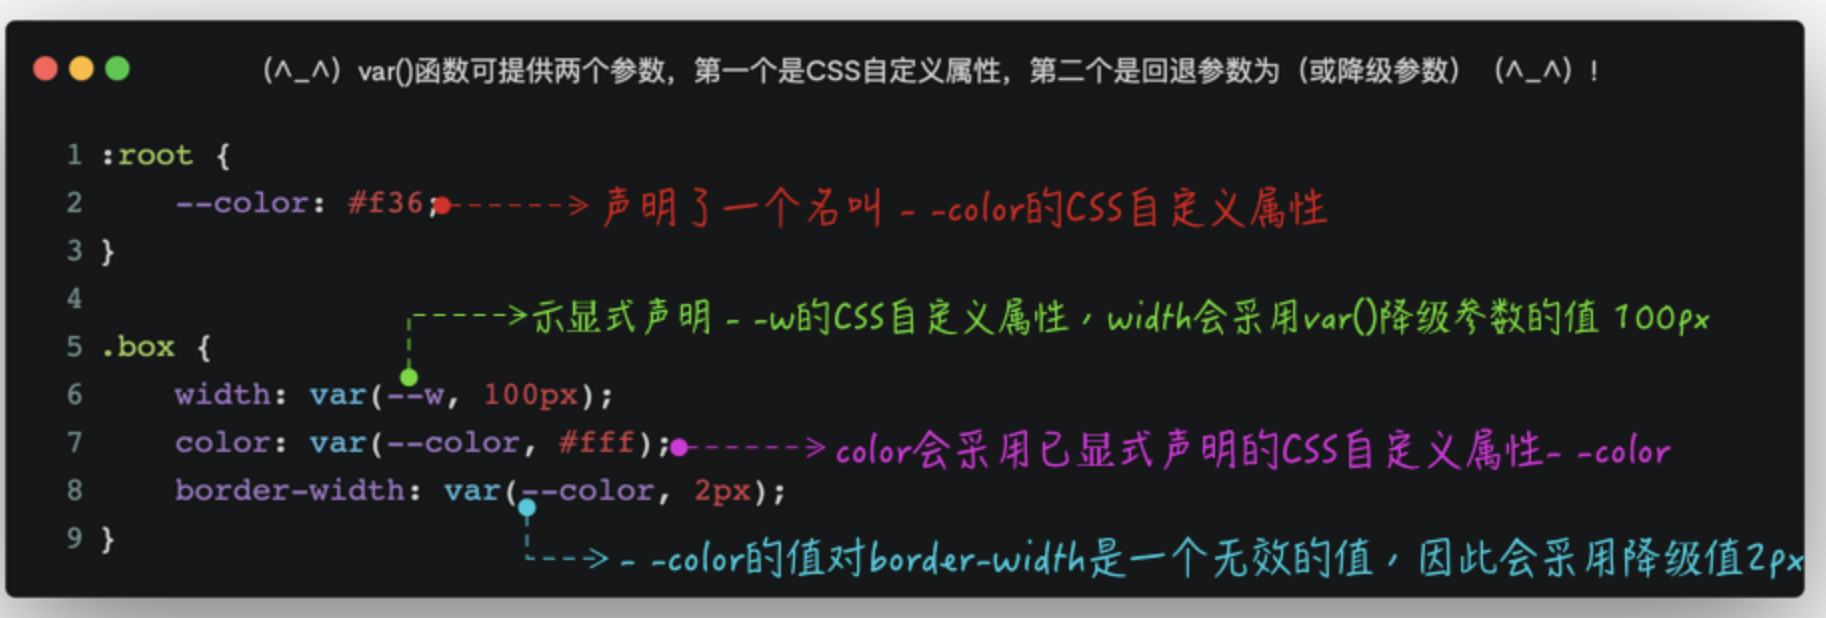 (^_^) var()函数可提供两个参数，第一个是CSS自定义属性，第二个是回退参数为（或降级参数） (^_^) !
1 :root {
2 --color: #f36; ------> 声明了一个名叫 - -color的CSS自定义属性
3 }
4
----->示显式声明 - -w的CSS自定义属性，width会采用var()降级参数的值 100px
5 .box {
6 width: var(--w, 100px);
7 color: var(--color, #fff); ------> color会采用已显式声明的CSS自定义属性- -color
8 border-width: var(--color, 2px);
9 }
---> - -color的值对border-width是一个无效的值，因此会采用降级值2px